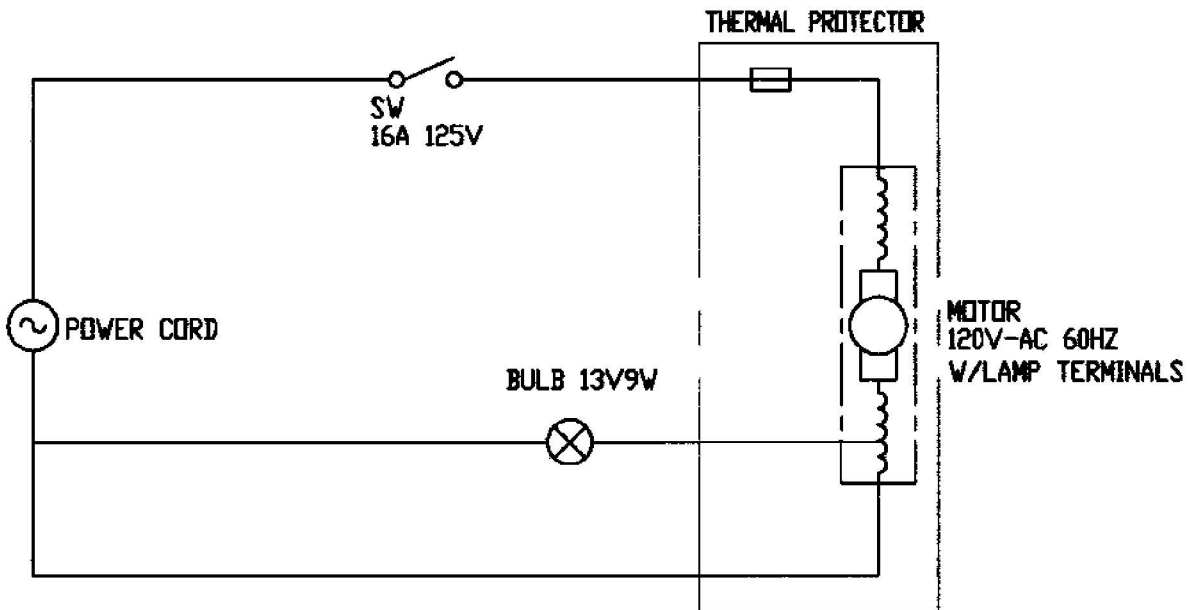 THERMAL PROTECTOR
SW
16A 125V
POWER CORD
MOTOR
120V-AC 60HZ
W/LAMP TERMINALS
BULB 13V9W